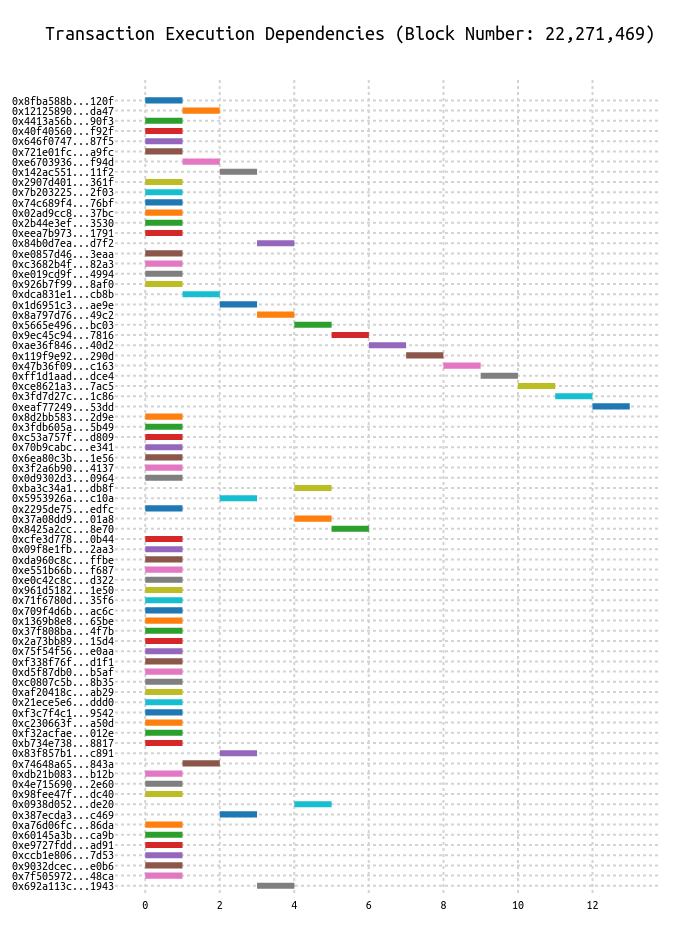 Transaction Execution Dependencies (Block Number: 22,271,469)
0x8fba588b...120f
0x12125890...da47
0x4413a56b...90f3
0x40f40560...f92f
0x646f0747...87f5
0x721e01fc...a9fc
0xe6703936...f94d
0x142ac551...11f2
0x2907d401...361f
0x7b203225...2f03
0x74c689f4...76bf
0x02ad9cc8...37bc
0x2b44e3ef...3530
0xeea7b973...1791
0x84b0d7ea...d7f2
0xe0857d46...3eaa
0xc3682b4f...82a3
0xe019cd9f...4994
0x926b7f99...8af0
0xdca831e1...cb8b
0x1d6951c3...ae9e
0x8a797d76...49c2
0x5665e496...bc03
0x9ec45c94...7816
0xae36f846...40d2
0x119f9e92...290d
0x47b36f09...c163
0xff1d1aad...dce4
0xce8621a3...7ac5
0x3fd7d27c...1c86
0xeaf77249...53dd
0x8d2bb583...2d9e
0x3fdb605a...5b49
0xc53a757f...d809
0x70b9cabc...e341
0x6ea80c3b...1e56
0x3f2a6b90...4137
0x0d9302d3...0964
0xba3c34a1...db8f
0x5953926a...c10a
0x2295de75...edfc
0x37a08dd9...01a8
0x8425a2cc...8e70
0xcfe3d778...0b44
0x09f8e1fb...2aa3
0xda960c8c...ffbe
0xe551b66b...f687
0xe0c42c8c...d322
0x961d5182...1e50
0x71f6780d...35f6
0x709f4d6b...ac6c
0x1369b8e8...65be
0x37f808ba...4f7b
0x2a73bb89...15d4
0x75f54f56...e0aa
0xf338f76f...d1f1
0xd5f87db0...b5af
0xc0807c5b...8b35
0xaf20418c...ab29
0x21ece5e6...ddd0
0xf3c7f4c1...9542
0xc230663f...a50d
0xf32acfae...012e
0xb734e738...8817
0x83f857b1...c891
0x74648a65...843a
0xdb21b083...b12b
0x4e715690...2e60
0x98fee47f...dc40
0x0938d052...de20
0x387ecda3...c469
0xa76d06fc...86da
0x60145a3b...ca9b
0xe9727fdd...ad91
0xccb1e806...7d53
0x9032dcec...e0b6
0x7f505972...48ca
0x692a113c...1943
0 2 4 6 8 10 12